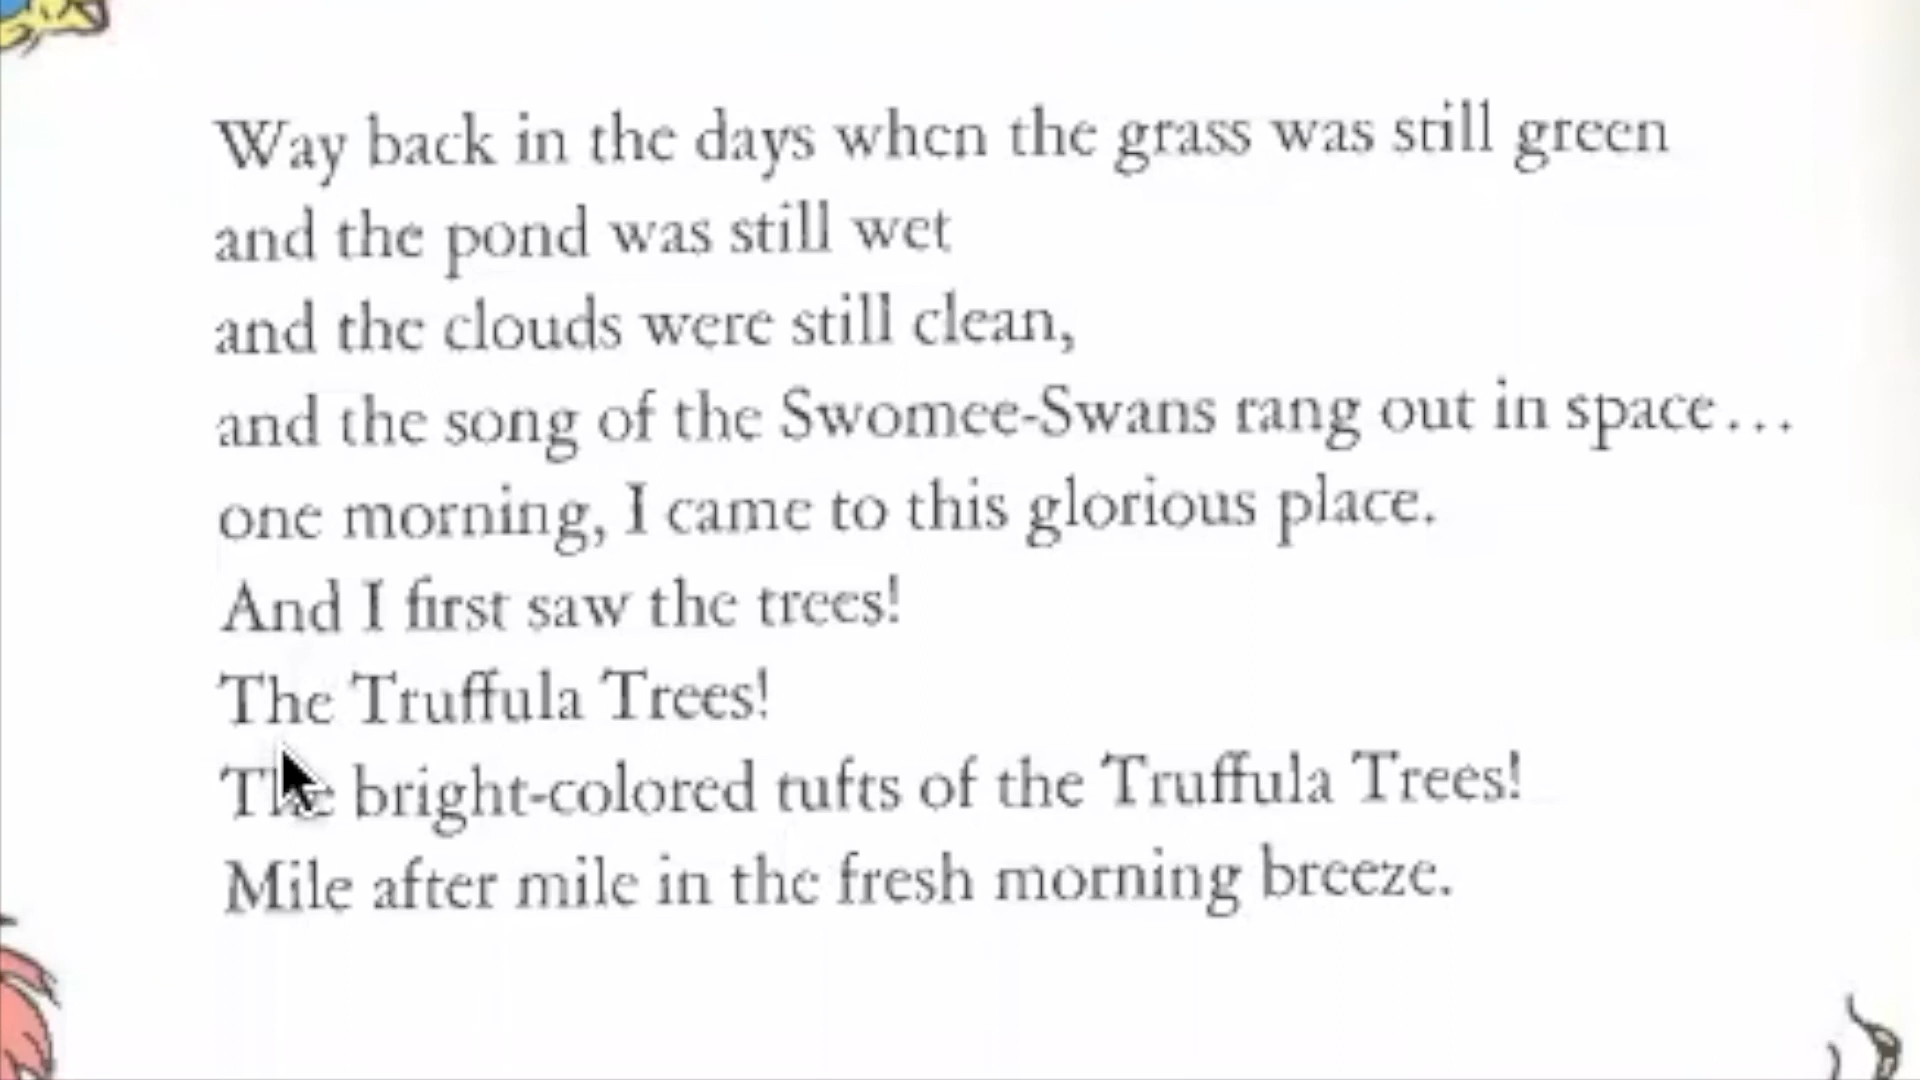 Way back in the days when the grass was still green
and the pond was still wet
and the clouds were still clean,
and the song of the Swomee-Swans rang out in space...
one morning, I came to this glorious place.
And I first saw the trees!
The Truffula Trees!
The bright-colored tufts of the Truffula Trees!
Mile after mile in the fresh morning breeze.